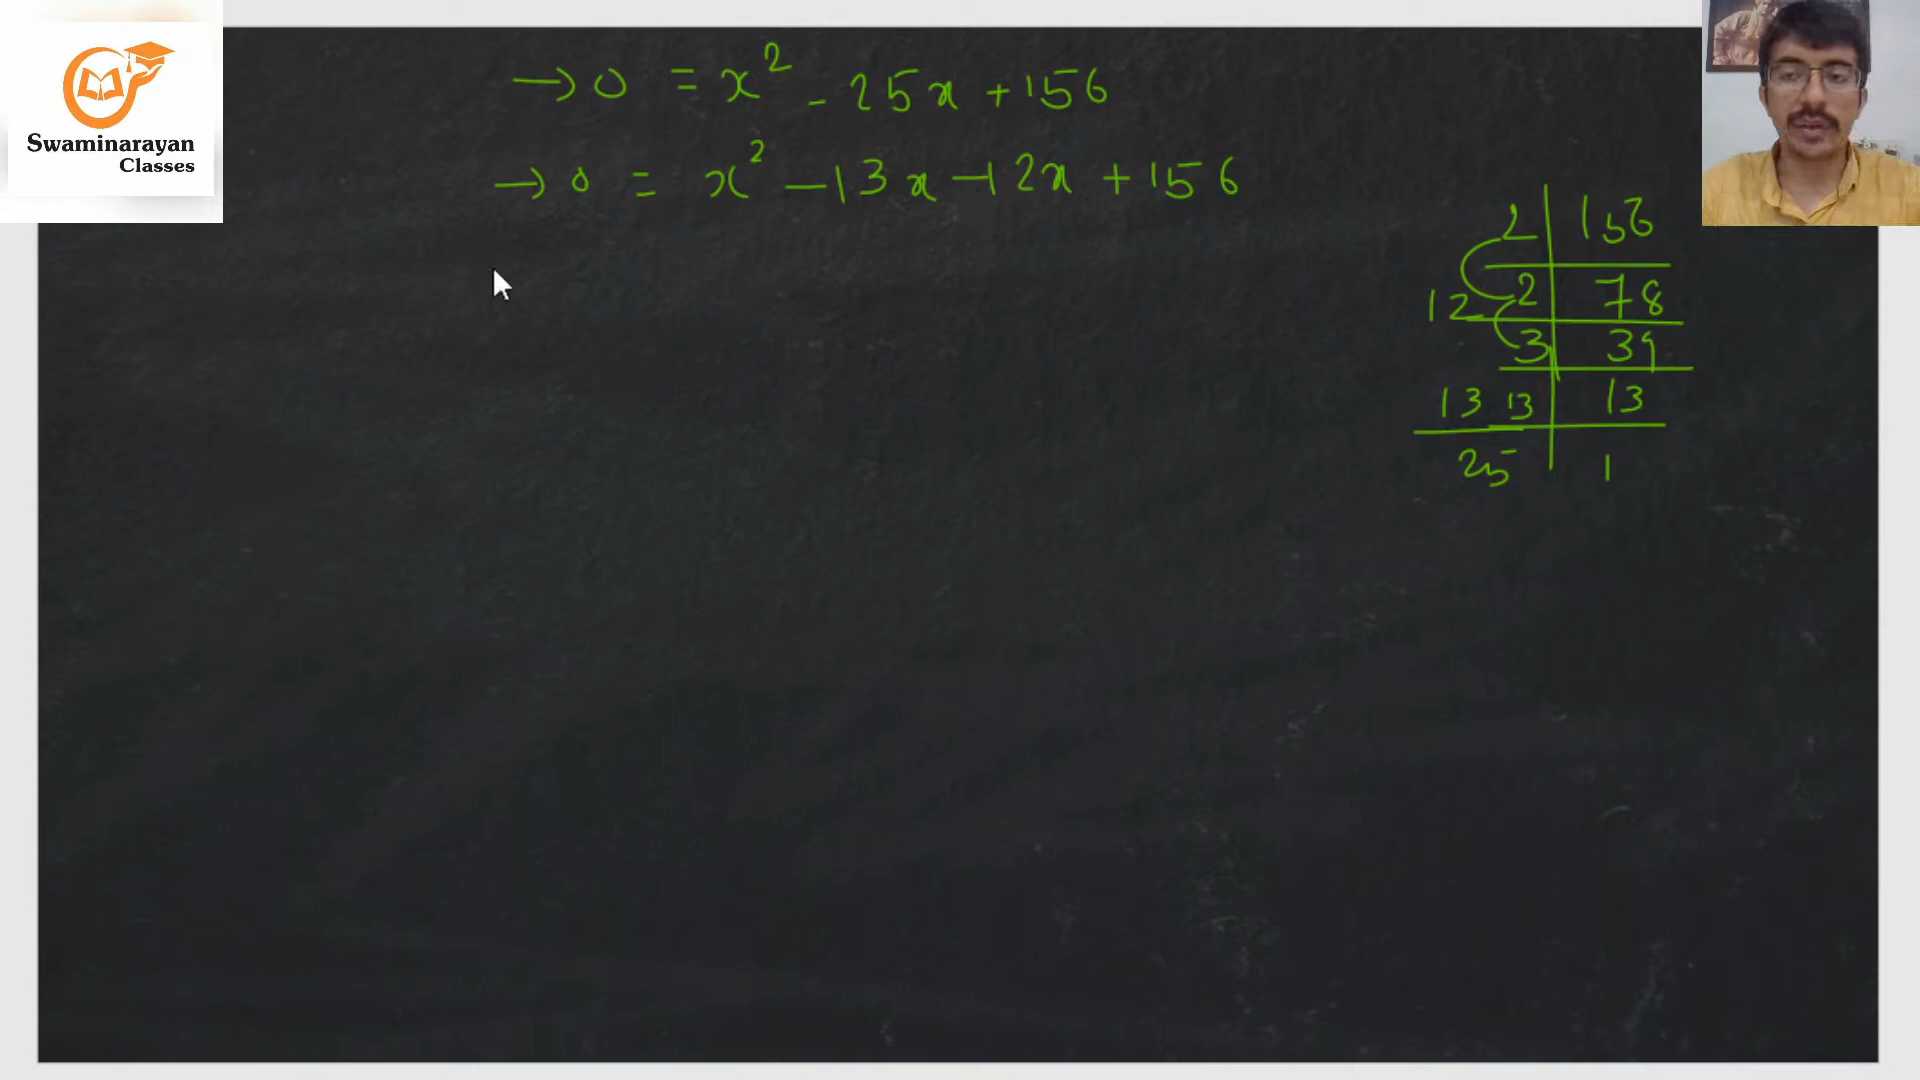 Swaminarayan
Classes
→ 0 = x² - 25x + 156
→ 0 = x² - 13x - 12x + 156
2 | 156
12 2 | 78
3 | 39
13 13 | 13
25 | 1